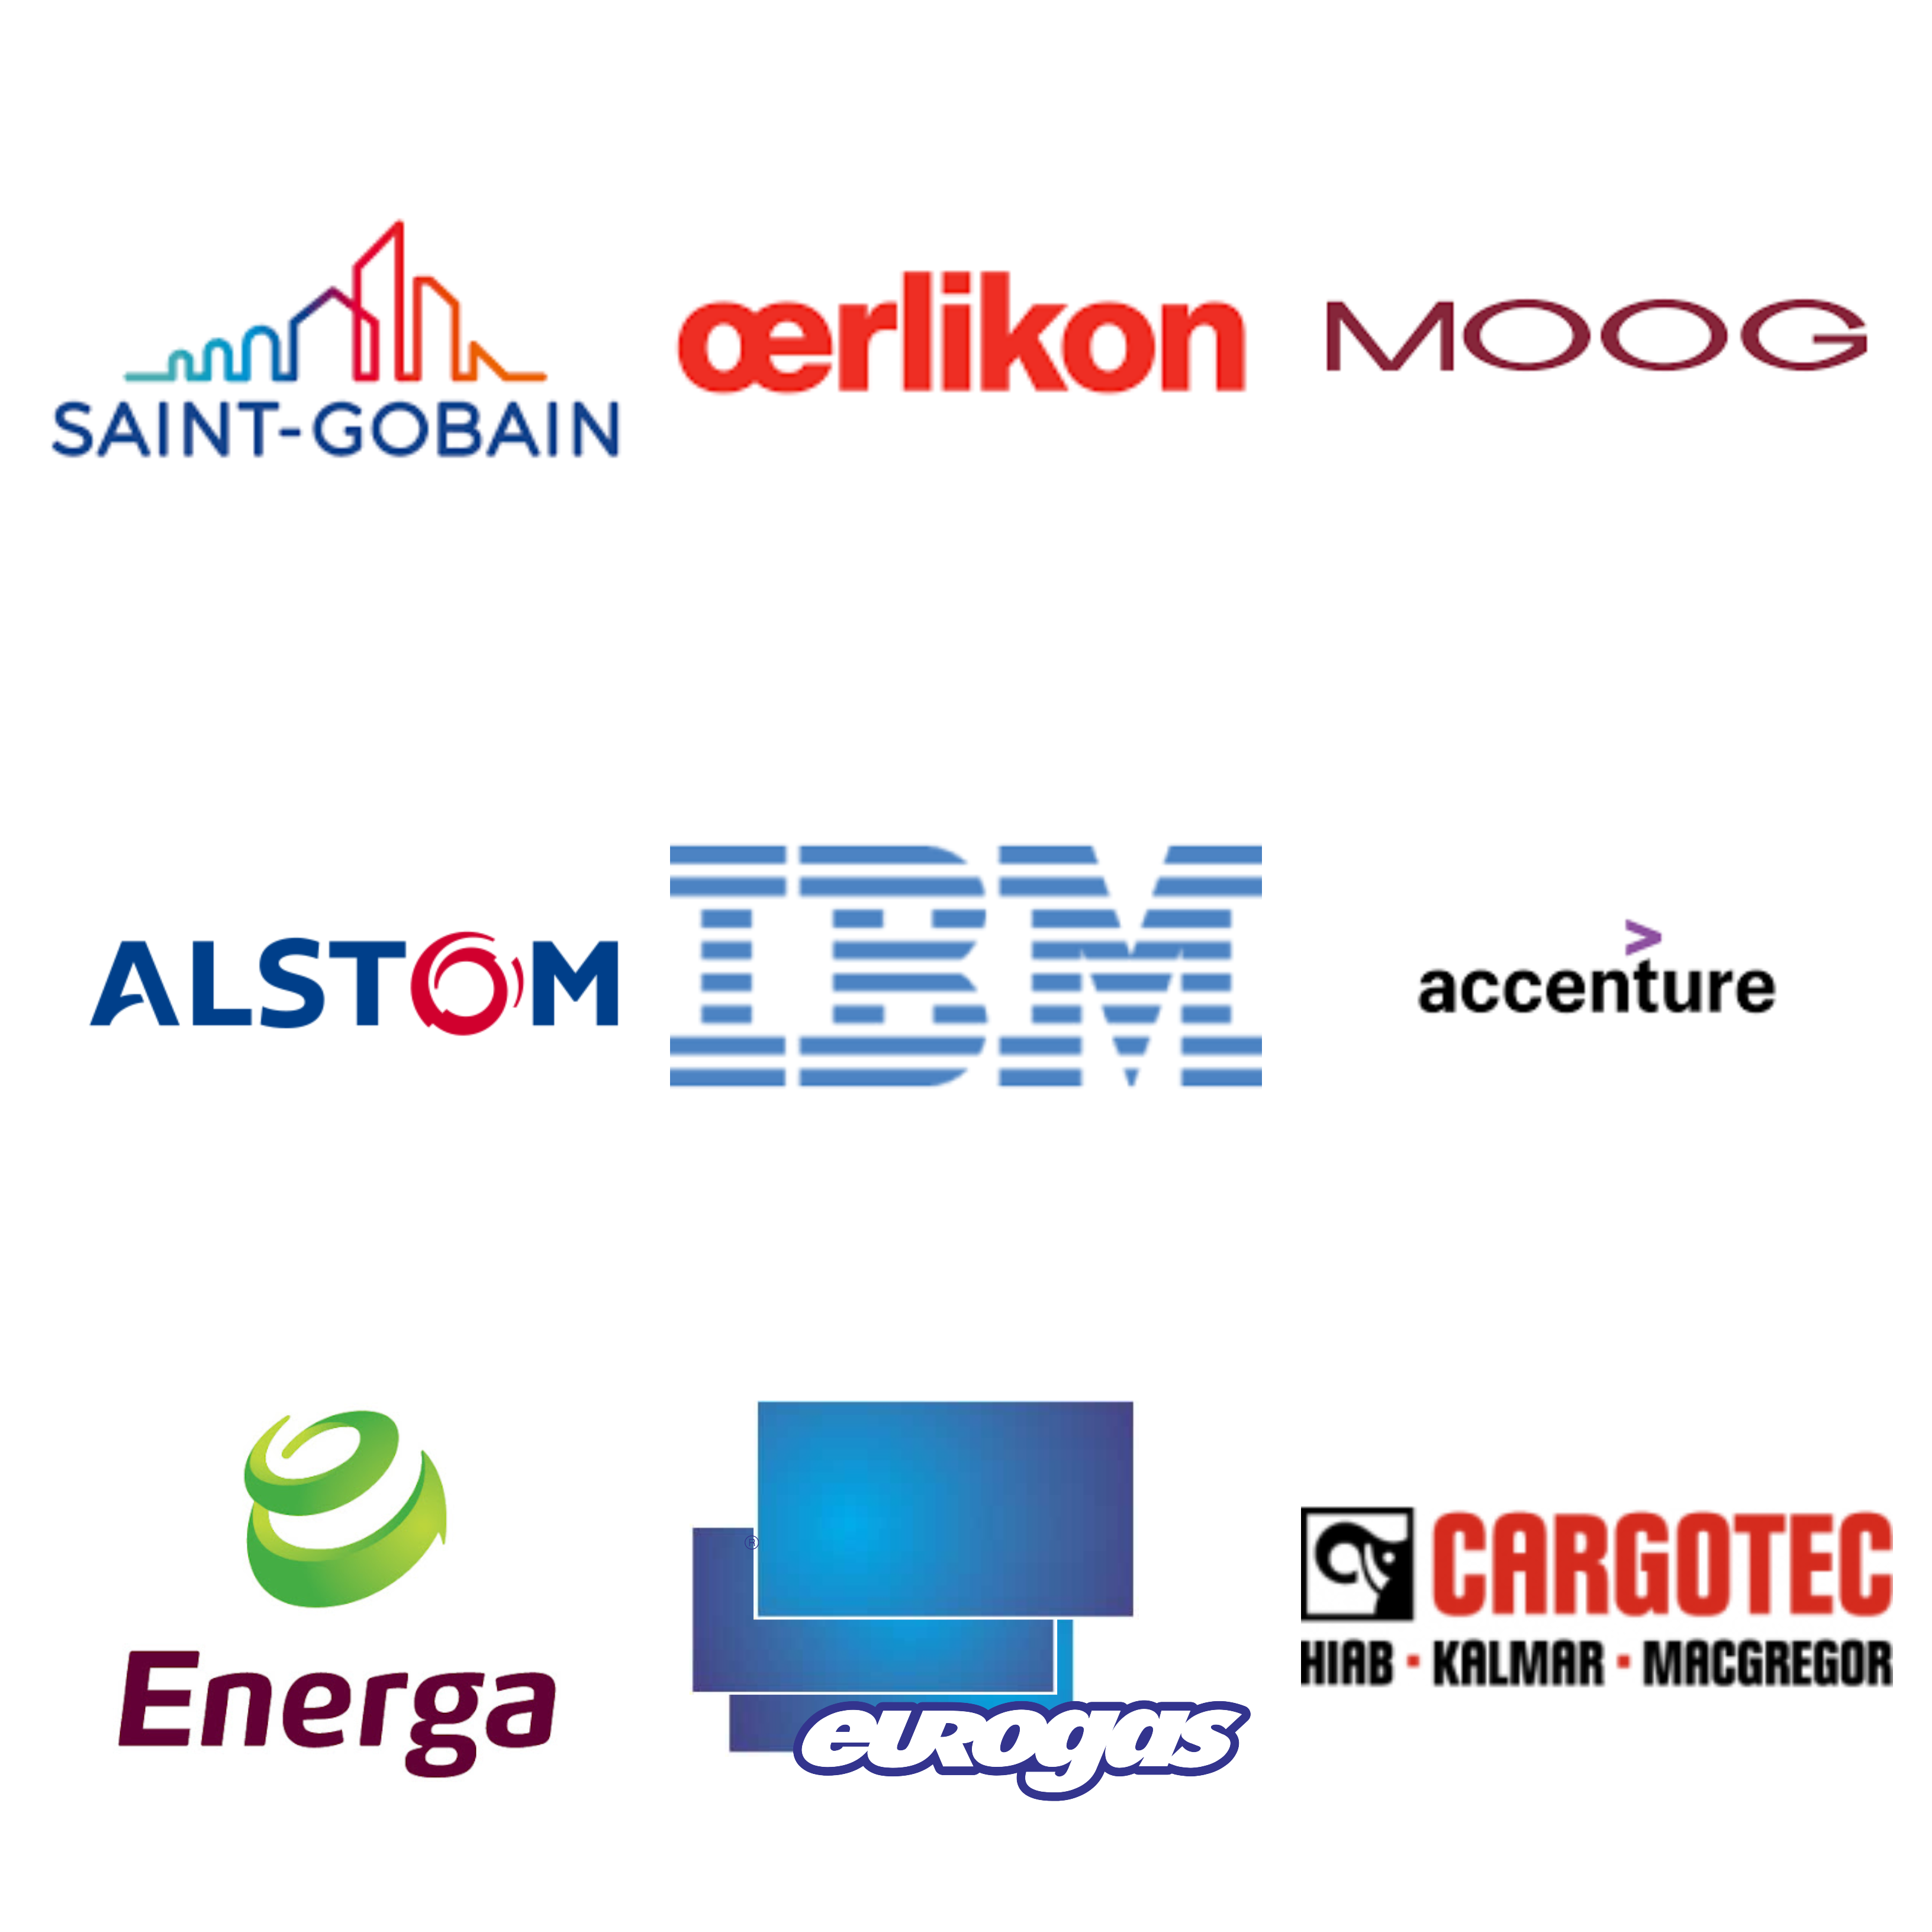 SAINT-GOBAIN
œrlikon
MOOG
ALSTOM
IBM
>
accenture
Energa
®
euRogas
CARGOTEC
HIAB · KALMAR · MACGREGOR